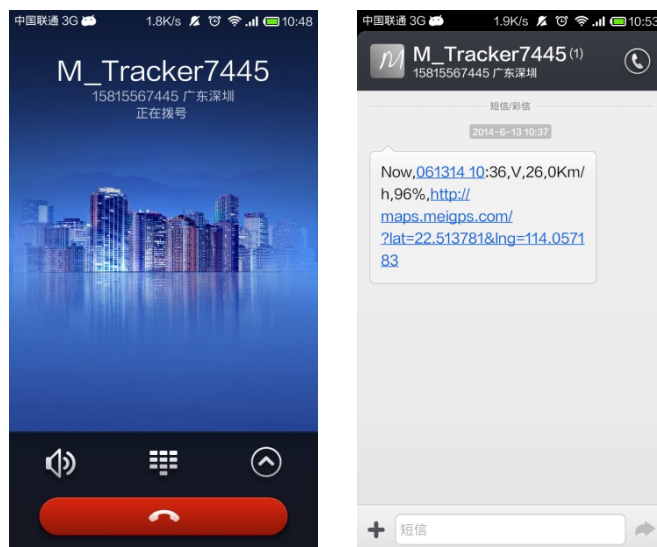 中国联通 3G 1.8K/s 10:48
M_Tracker7445
15815567445 广东深圳
正在拨号
中国联通 3G 1.9K/s 10:53
M_Tracker7445 (1)
15815567445 广东深圳
短信/彩信
2014-6-13 10:37
Now,061314 10:36,V,26,0Km/
h,96%,http://
maps.meigps.com/
?lat=22.513781&lng=114.0571
83
短信